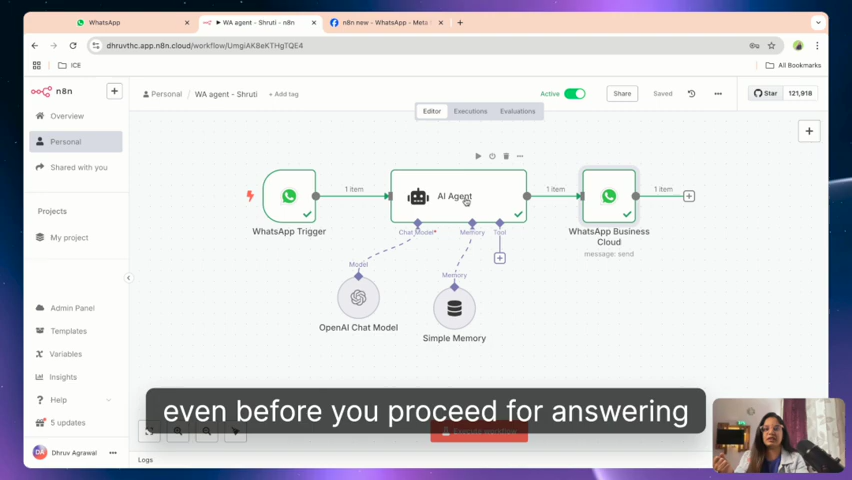 WhatsApp
WA agent - Shruti - n8n
n8n new - WhatsApp - Meta
dhruvthc.app.n8n.cloud/workflow/UmgiAK8eKTHgTQE4
ICE
All Bookmarks
n8n
Personal
WA agent - Shruti
+ Add tag
Active
Share
Saved
Star
121,918
Editor
Executions
Evaluations
Overview
Personal
Shared with you
Projects
My project
Admin Panel
Templates
Variables
Insights
Help
5 updates
Dhruv Agrawal
DA
1 item
AI Agent
1 item
1 item
WhatsApp Trigger
Chat Model*
Memory
Tool
WhatsApp Business
Cloud
message: send
Model
Memory
OpenAI Chat Model
Simple Memory
even before you proceed for answering
Execute workflow
Logs